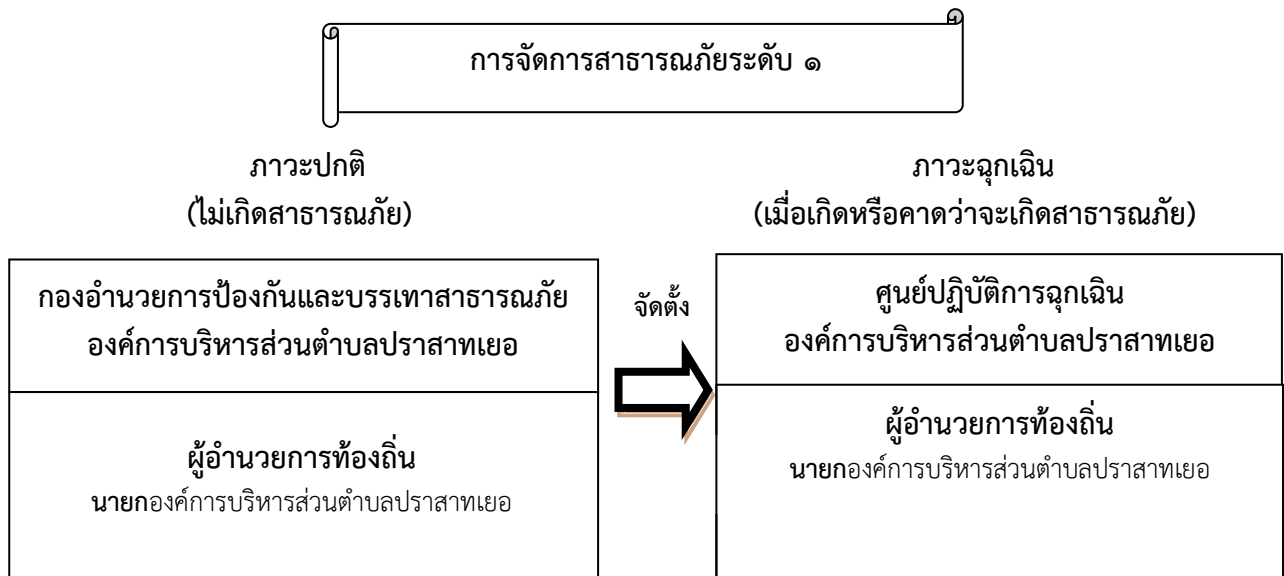 การจัดการสาธารณภัยระดับ ๑
ภาวะปกติ
(ไม่เกิดสาธารณภัย)
ภาวะฉุกเฉิน
(เมื่อเกิดหรือคาดว่าจะเกิดสาธารณภัย)
กองอำนวยการป้องกันและบรรเทาสาธารณภัย
องค์การบริหารส่วนตำบลปราสาทเยอ
จัดตั้ง
ศูนย์ปฏิบัติการฉุกเฉิน
องค์การบริหารส่วนตำบลปราสาทเยอ
ผู้อำนวยการท้องถิ่น
นายกองค์การบริหารส่วนตำบลปราสาทเยอ
ผู้อำนวยการท้องถิ่น
นายกองค์การบริหารส่วนตำบลปราสาทเยอ